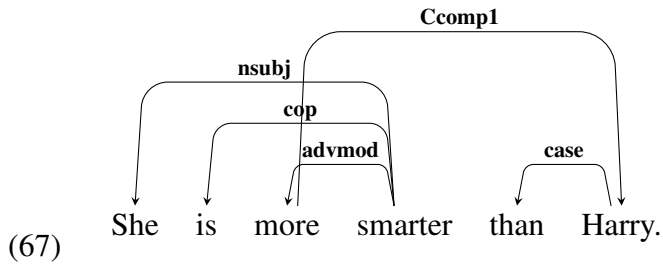 Ccomp1
nsubj
cop
advmod case
She is more smarter than Harry.
(67)